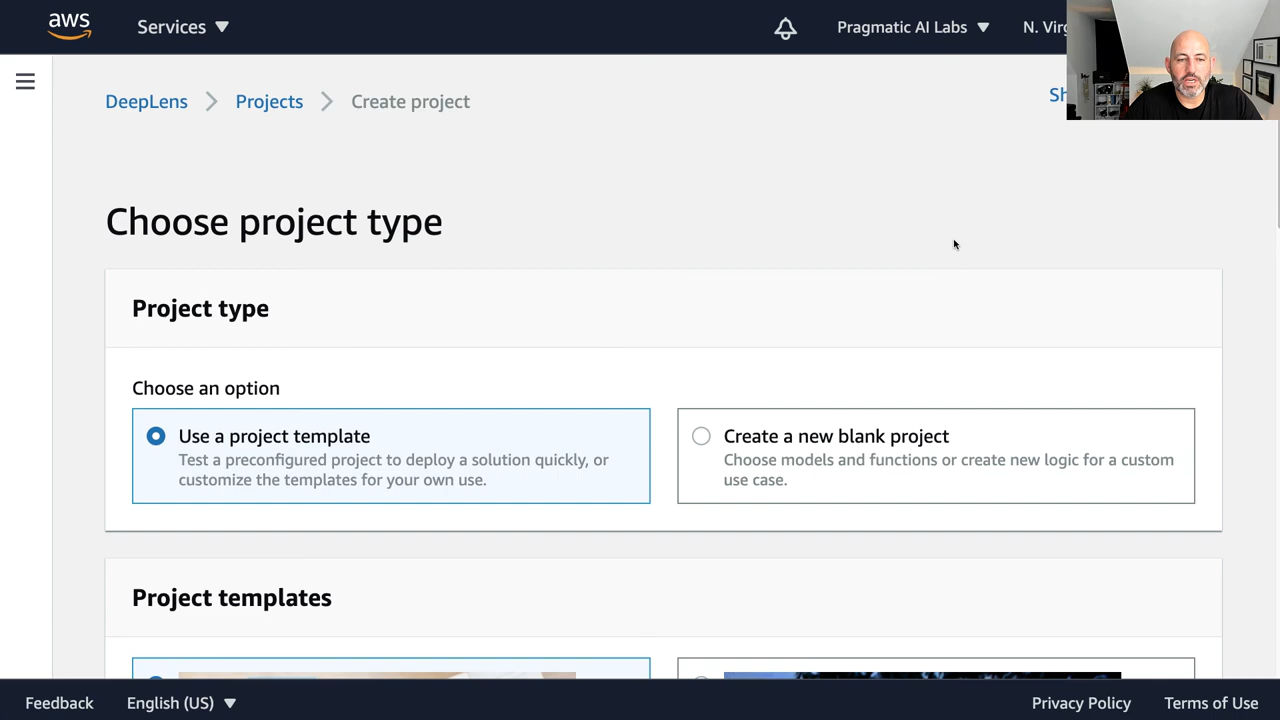 aws Services Pragmatic AI Labs N. Virg
DeepLens Projects Create project Sh
Choose project type
Project type
Choose an option
Use a project template
Test a preconfigured project to deploy a solution quickly, or
customize the templates for your own use.
Create a new blank project
Choose models and functions or create new logic for a custom
use case.
Project templates
Feedback English (US) Privacy Policy Terms of Use